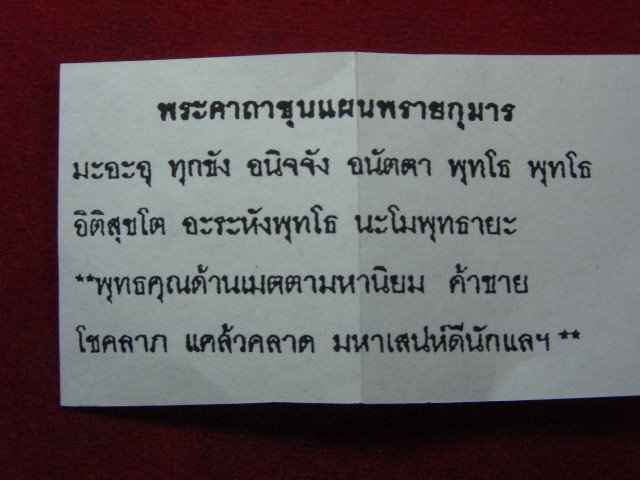 พระคาถาขุนแผนพรายกุมาร
มะอะอุ ทุกขัง อนิจจัง อนัตตา พุทโธ พุทโธ
อิติสุขโต อะระหังพุทโธ นะโมพุทธายะ
**พุทธคุณด้านเมตตามหานิยม ค้าขาย
โชคลาภ แคล้วคลาด มหาเสน่ห์ดีนักแลฯ**